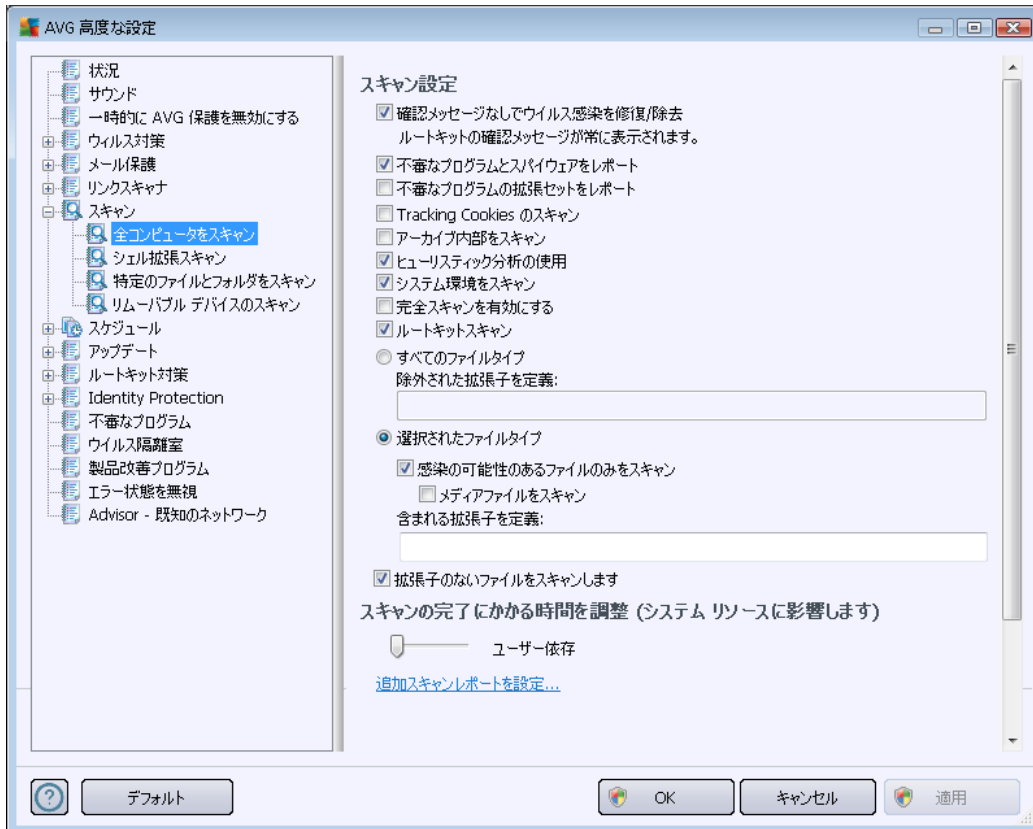 AVG 高度な設定
状況
サウンド
一時的に AVG 保護を無効にする
ウィルス対策
メール保護
リンクスキャナ
スキャン
全コンピュータをスキャン
シェル拡張スキャン
特定のファイルとフォルダをスキャン
リムーバブル デバイスのスキャン
スケジュール
アップデート
ルートキット対策
Identity Protection
不審なプログラム
ウイルス隔離室
製品改善プログラム
エラー状態を無視
Advisor - 既知のネットワーク
スキャン設定
確認メッセージなしでウイルス感染を修復/除去
ルートキットの確認メッセージが常に表示されます。
不審なプログラムとスパイウェアをレポート
不審なプログラムの拡張セットをレポート
Tracking Cookies のスキャン
アーカイブ内部をスキャン
ヒューリスティック分析の使用
システム環境をスキャン
完全スキャンを有効にする
ルートキットスキャン
すべてのファイルタイプ
除外された拡張子を定義:
選択されたファイルタイプ
感染の可能性のあるファイルのみをスキャン
メディアファイルをスキャン
含まれる拡張子を定義:
拡張子のないファイルをスキャンします
スキャンの完了にかかる時間を調整 (システム リソースに影響します)
ユーザー依存
追加スキャンレポートを設定...
デフォルト
OK
キャンセル
適用